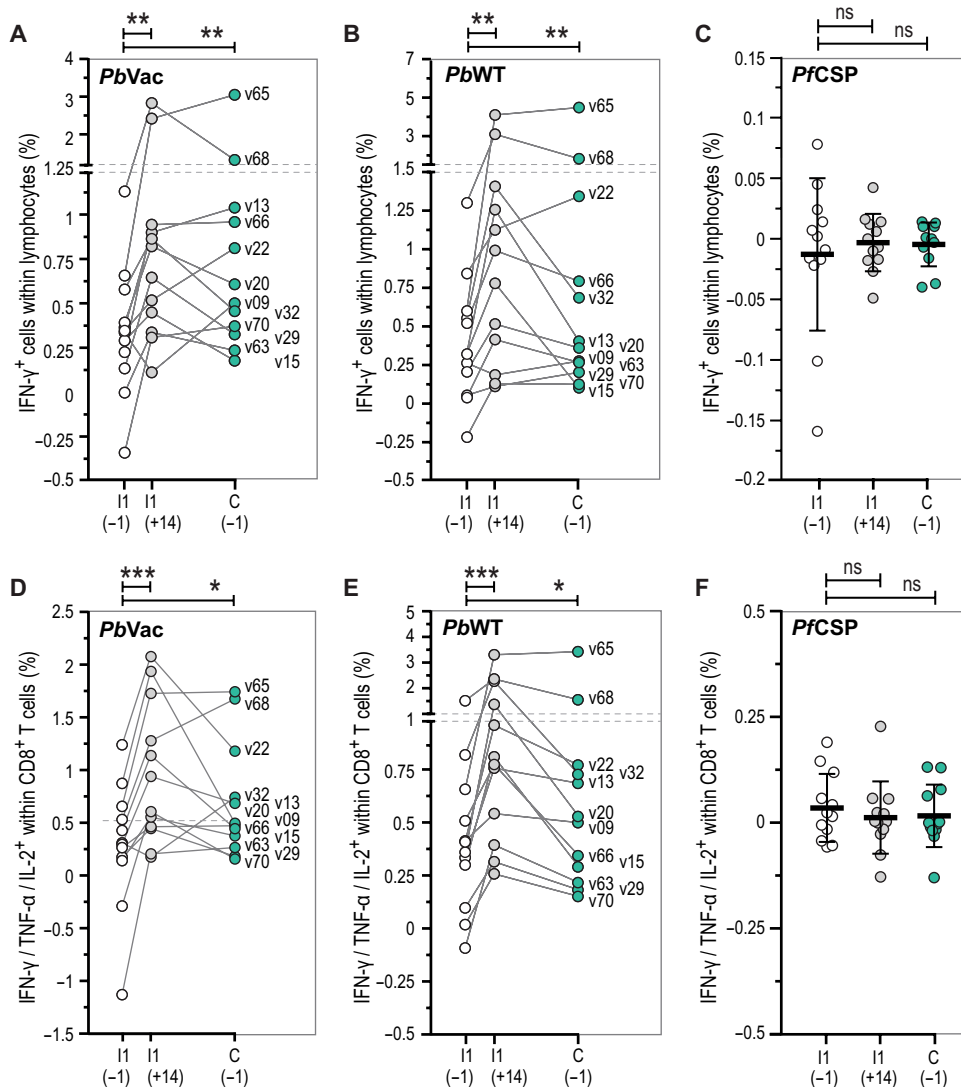 A
**
**
PbVac
IFN-γ+ cells within lymphocytes (%)
4
3
2
1.25
1
0.75
0.5
0.25
0
−0.25
−0.5
v65
v68
v13
v66
v22
v20
v09
v32
v70
v29
v63
v15
I1 I1 C
(−1) (+14) (−1)
B
**
**
PbWT
IFN-γ+ cells within lymphocytes (%)
7
5
3
1.5
1.25
1
0.75
0.5
0.25
0
−0.25
−0.5
v65
v68
v22
v66
v32
v13
v20
v09
v63
v29
v70
v15
I1 I1 C
(−1) (+14) (−1)
C
ns
ns
PfCSP
IFN-γ+ cells within lymphocytes (%)
0.15
0.1
0.05
0
−0.05
−0.1
−0.15
−0.2
I1 I1 C
(−1) (+14) (−1)
D
***
*
PbVac
IFN-γ / TNF-α / IL-2+ within CD8+ T cells (%)
2.5
2
1.5
1
0.5
0
−0.5
−1
−1.5
v65
v68
v22
v32
v13
v20
v09
v66
v15
v63
v29
v70
I1 I1 C
(−1) (+14) (−1)
E
***
*
PbWT
IFN-γ / TNF-α / IL-2+ within CD8+ T cells (%)
5
4
3
2
1
0.75
0.5
0.25
0
−0.25
−0.5
v65
v68
v22
v32
v13
v20
v09
v66
v15
v63
v29
v70
I1 I1 C
(−1) (+14) (−1)
F
ns
ns
PfCSP
IFN-γ / TNF-α / IL-2+ within CD8+ T cells (%)
0.5
0.25
0
−0.25
−0.5
I1 I1 C
(−1) (+14) (−1)